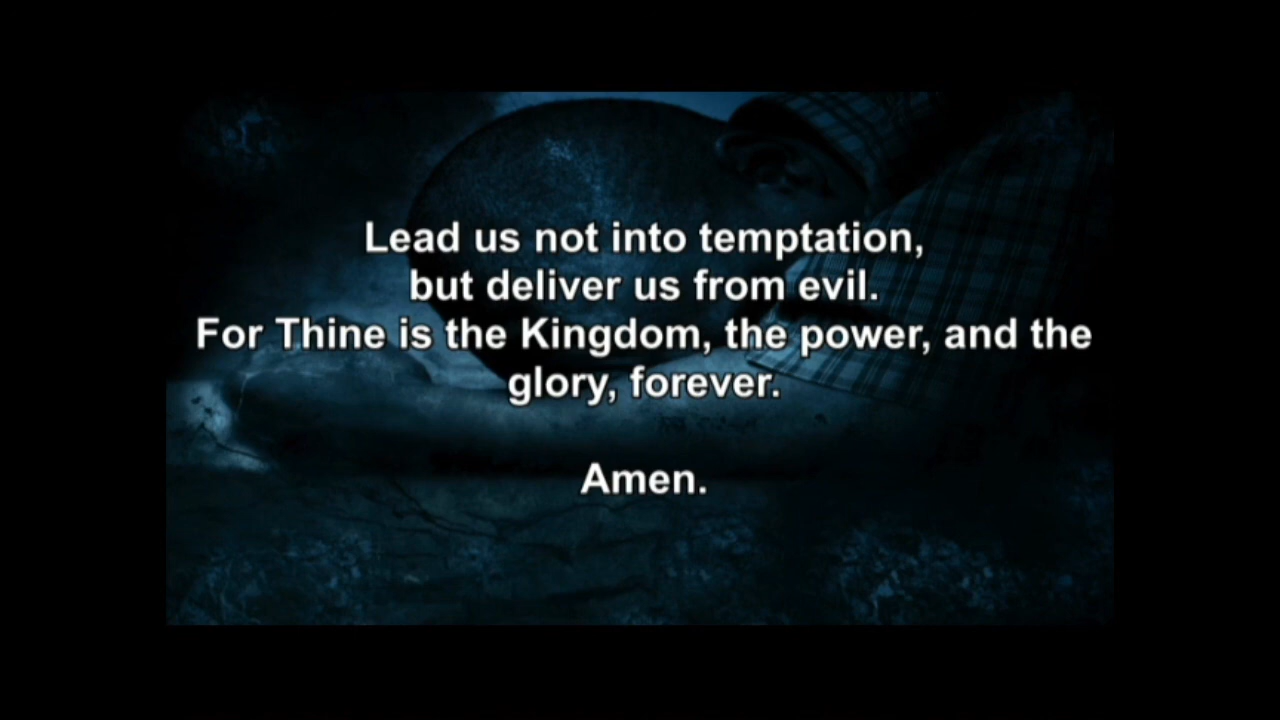 Lead us not into temptation,
but deliver us from evil.
For Thine is the Kingdom, the power, and the
glory, forever.
Amen.